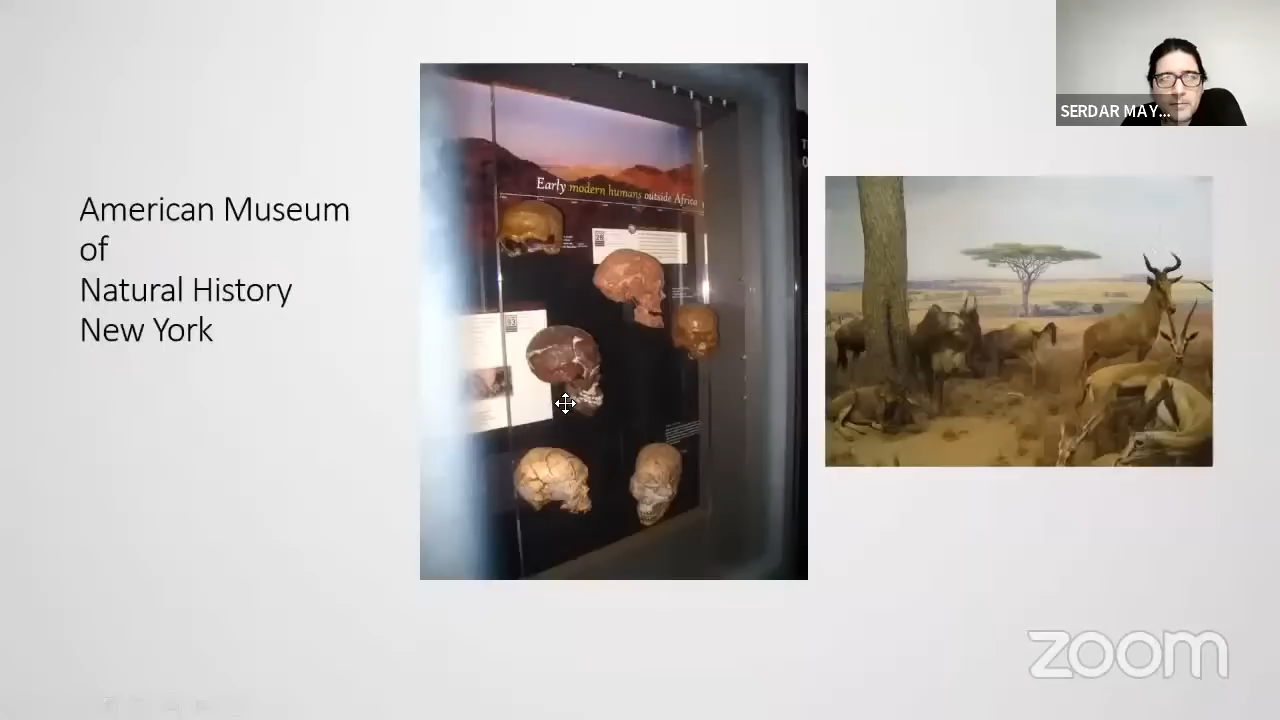 American Museum
of
Natural History
New York
Early modern humans outside Africa
SERDAR MAY...
zoom